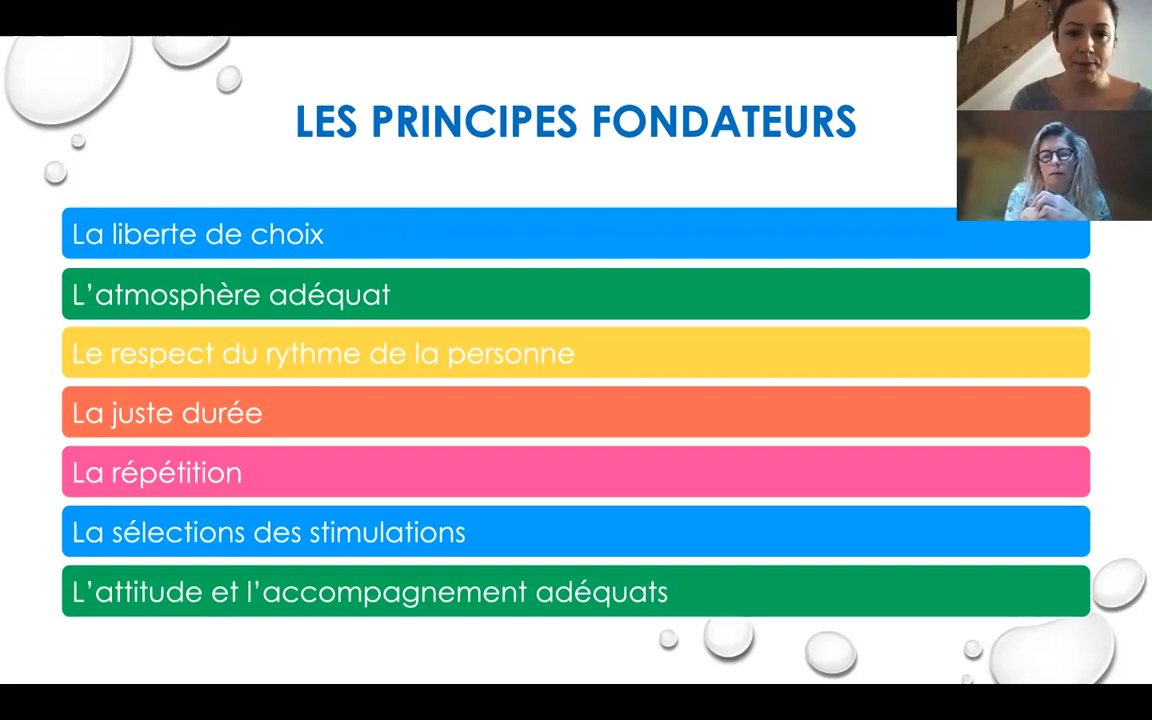 LES PRINCIPES FONDATEURS
La liberte de choix
L’atmosphère adéquat
Le respect du rythme de la personne
La juste durée
La répétition
La sélections des stimulations
L’attitude et l’accompagnement adéquats